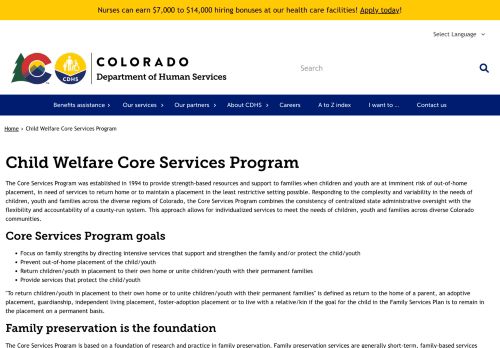 Nurses can earn $7,000 to $14,000 hiring bonuses at our health care facilities! Apply today!
Select Language
COLORADO
Department of Human Services
CDHS
Search
Benefits assistance
Our services
Our partners
About CDHS
Careers
A to Z index
I want to ...
Contact us
Home › Child Welfare Core Services Program
Child Welfare Core Services Program
The Core Services Program was established in 1994 to provide strength-based resources and support to families when children and youth are at imminent risk of out-of-home
placement, in need of services to return home or to maintain a placement in the least restrictive setting possible. Responding to the complexity and variability in the needs of
children, youth and families across the diverse regions of Colorado, the Core Services Program combines the consistency of centralized state administrative oversight with the
flexibility and accountability of a county-run system. This approach allows for individualized services to meet the needs of children, youth and families across diverse Colorado
communities.
Core Services Program goals
Focus on family strengths by directing intensive services that support and strengthen the family and/or protect the child/youth
Prevent out-of-home placement of the child/youth
Return children/youth in placement to their own home or unite children/youth with their permanent families
Provide services that protect the child/youth
"To return children/youth in placement to their own home or to unite children/youth with their permanent families" is defined as return to the home of a parent, an adoptive
placement, guardianship, independent living placement, foster-adoption placement or to live with a relative/kin if the goal for the child in the Family Services Plan is to remain in
the placement on a permanent basis.
Family preservation is the foundation
The Core Services Program is based on a foundation of research and practice in family preservation. Family preservation services are generally short-term, family-based services